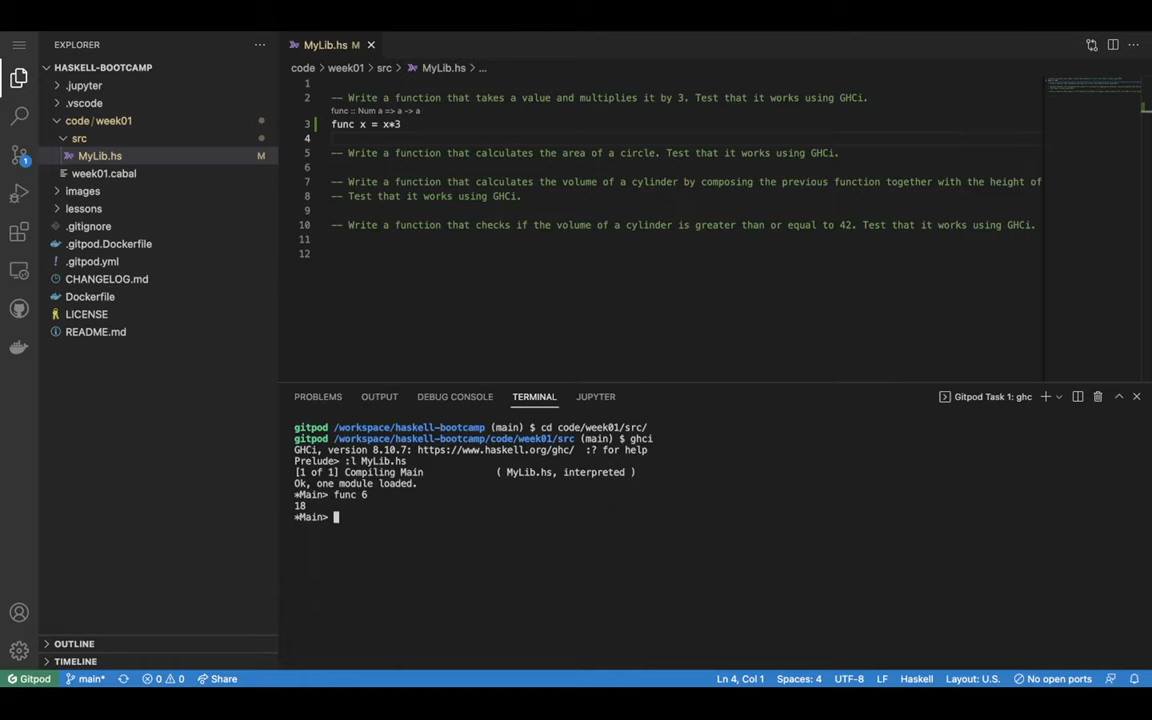 EXPLORER
MyLib.hs M
HASKELL-BOOTCAMP
.jupyter
.vscode
code/week01
src
MyLib.hs M
week01.cabal
images
lessons
.gitignore
.gitpod.Dockerfile
.gitpod.yml
CHANGELOG.md
Dockerfile
LICENSE
README.md
OUTLINE
TIMELINE
1
code > week01 > src > MyLib.hs > ...
1
2 -- Write a function that takes a value and multiplies it by 3. Test that it works using GHCi.
func :: Num a => a -> a
3 func x = x*3
4
5 -- Write a function that calculates the area of a circle. Test that it works using GHCi.
6
7 -- Write a function that calculates the volume of a cylinder by composing the previous function together with the height of
8 -- Test that it works using GHCi.
9
10 -- Write a function that checks if the volume of a cylinder is greater than or equal to 42. Test that it works using GHCi.
11
12
PROBLEMS OUTPUT DEBUG CONSOLE TERMINAL JUPYTER
Gitpod Task 1: ghc
gitpod /workspace/haskell-bootcamp (main) $ cd code/week01/src/
gitpod /workspace/haskell-bootcamp/code/week01/src (main) $ ghci
GHCi, version 8.10.7: https://www.haskell.org/ghc/ :? for help
Prelude> :l MyLib.hs
[1 of 1] Compiling Main ( MyLib.hs, interpreted )
Ok, one module loaded.
*Main> func 6
18
*Main>
Gitpod main* 0 0 Share Ln 4, Col 1 Spaces: 4 UTF-8 LF Haskell Layout: U.S. No open ports